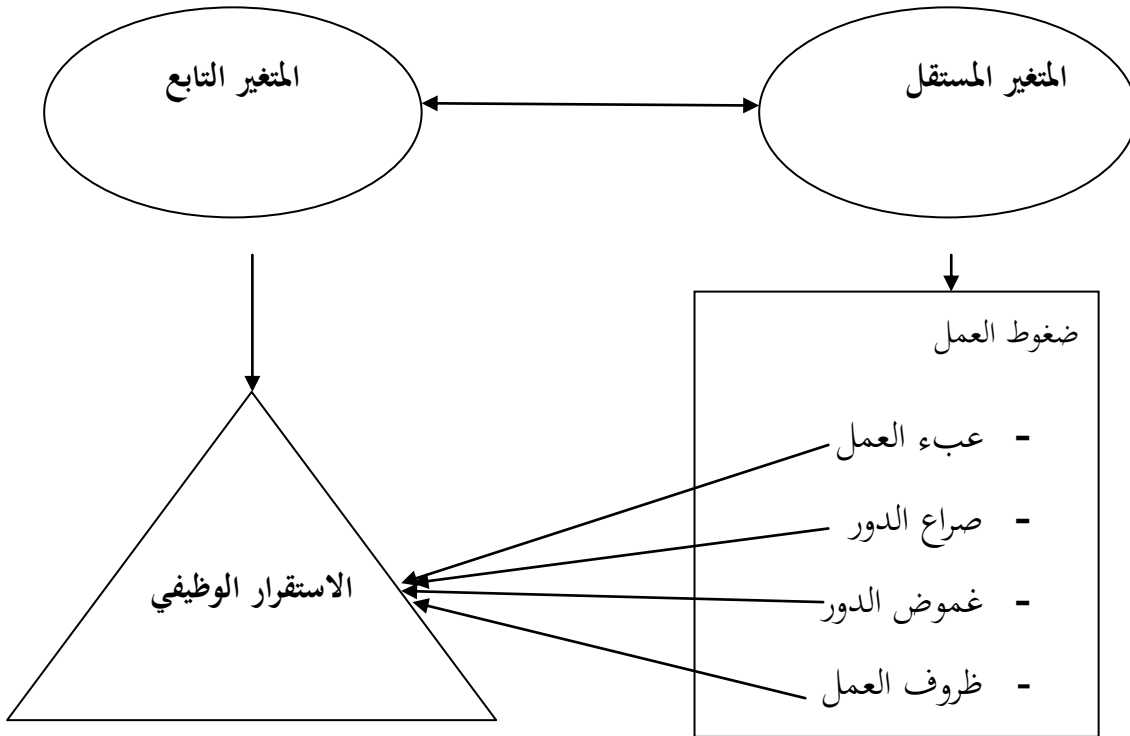 المتغير المستقل
المتغير التابع
ضغوط العمل
- عبء العمل
- صراع الدور
- غموض الدور
- ظروف العمل
الاستقرار الوظيفي